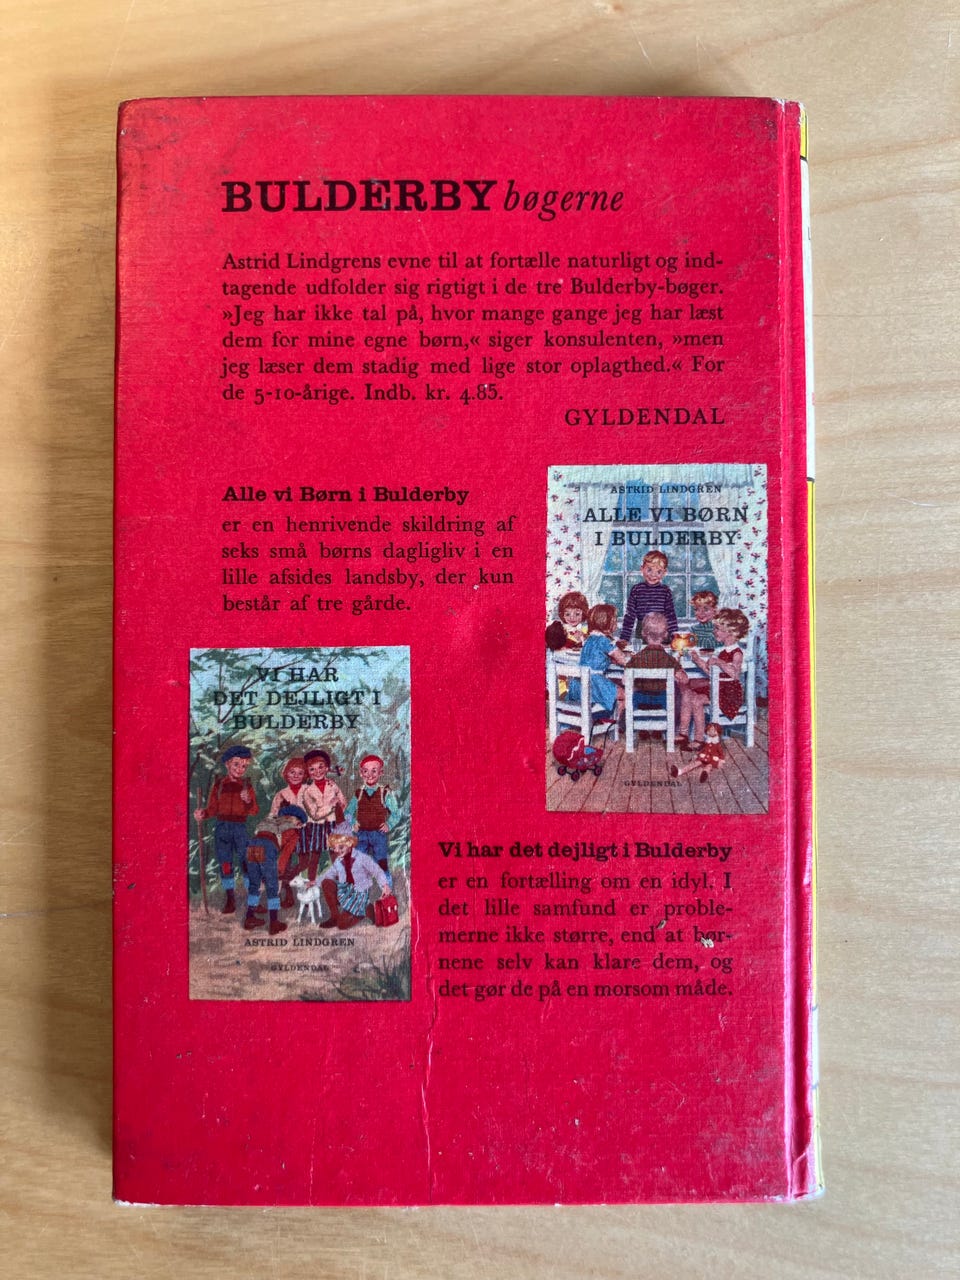 BULDERBY bøgerne
Astrid Lindgrens evne til at fortælle naturligt og ind-
tagende udfolder sig rigtigt i de tre Bulderby-bøger.
»Jeg har ikke tal på, hvor mange gange jeg har læst
dem for mine egne børn,« siger konsulenten, »men
jeg læser dem stadig med lige stor oplagthed.« For
de 5-10-årige. Indb. kr. 4.85.
GYLDENDAL
Alle vi Børn i Bulderby
er en henrivende skildring af
seks små børns dagligliv i en
lille afsides landsby, der kun
består af tre gårde.
ASTRID LINDGREN
ALLE VI BØRN
I BULDERBY
GYLDENDAL
VI HAR
DET DEJLIGT I
BULDERBY
ASTRID LINDGREN
GYLDENDAL
Vi har det dejligt i Bulderby
er en fortælling om en idyl. I
det lille samfund er proble-
merne ikke større, end at bør-
nene selv kan klare dem, og
det gør de på en morsom måde.